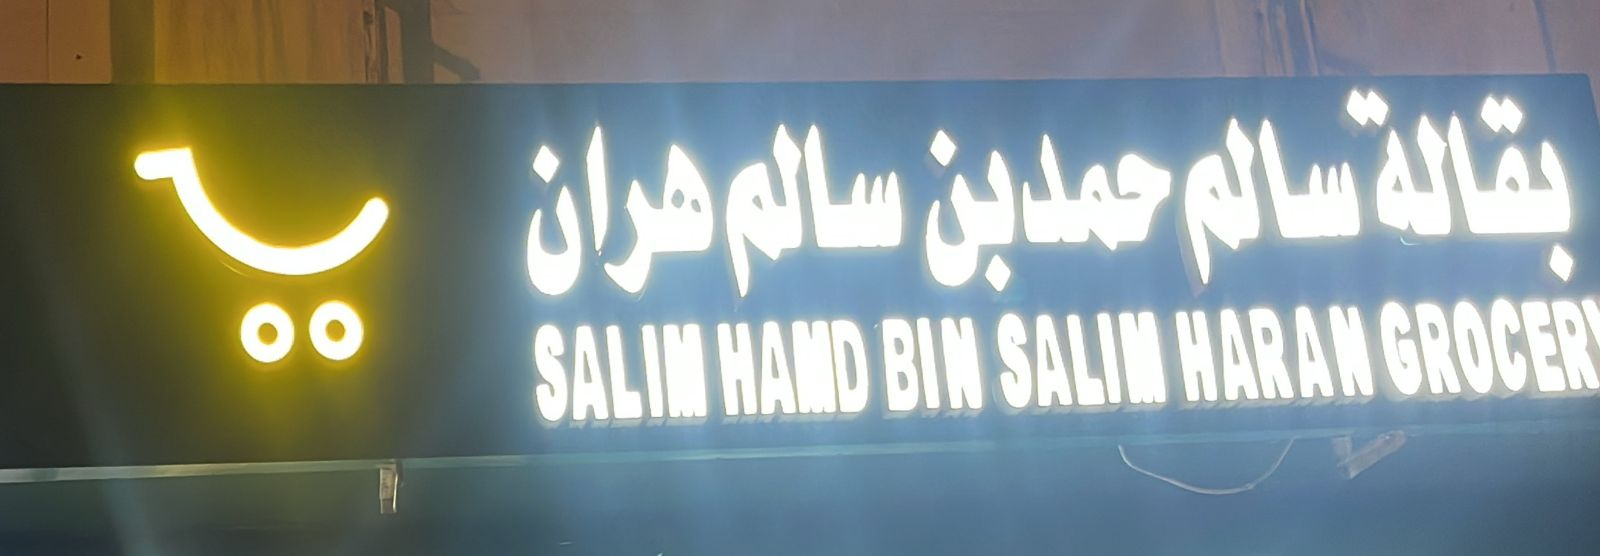 بقالة سالم حمد بن سالم هران
SALIM HAMD BIN SALIM HARAN GROCERY